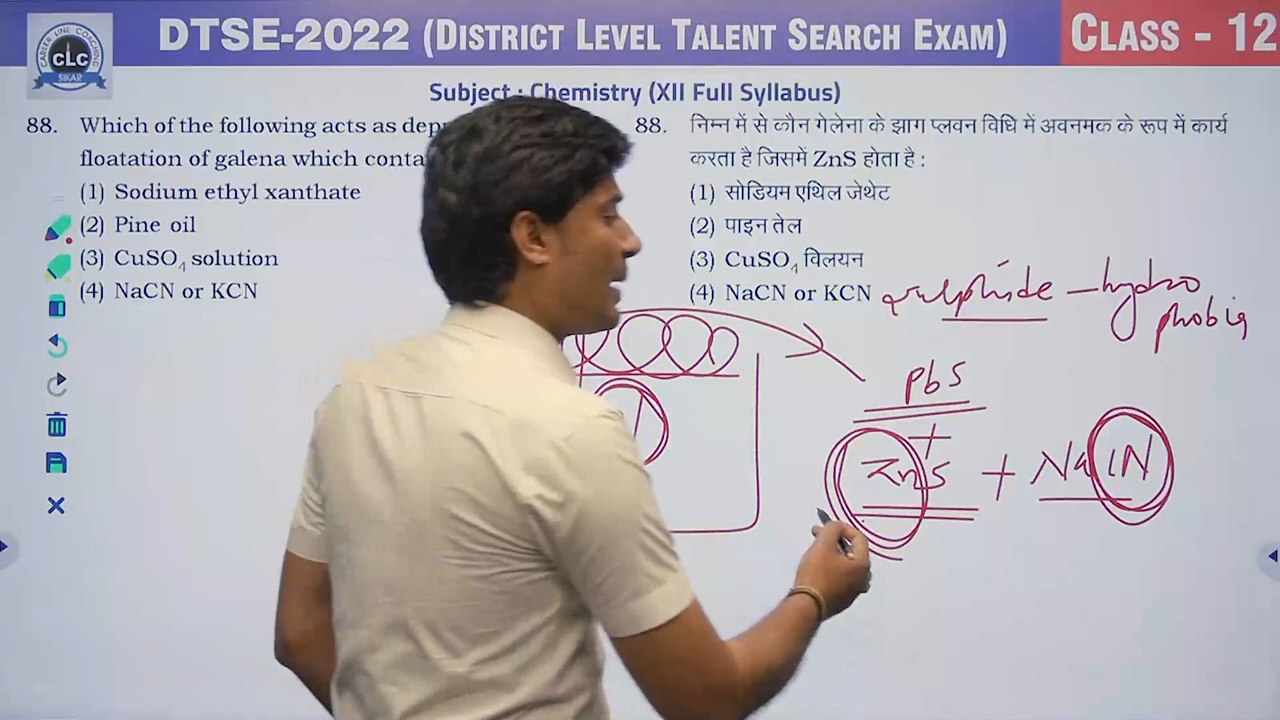 DTSE-2022 (DISTRICT LEVEL TALENT SEARCH EXAM)
CLASS - 12
CAREER LINE COACHING
CLC
SIKAR
Subject : Chemistry (XII Full Syllabus)
88. Which of the following acts as
floatation of galena which
(1) Sodium ethyl xanthate
(2) Pine oil
(3) CuSO₄ solution
(4) NaCN or KCN
88. निम्न में से कौन गेलेना के झाग प्लवन विधि में अवनमक के रूप में कार्य
करता है जिसमें ZnS होता है :
(1) सोडियम एथिल जेंथेट
(2) पाइन तेल
(3) CuSO₄ विलयन
(4) NaCN or KCN
sulphide - hydro
phobic
pbS
+
ZnS + NaCN